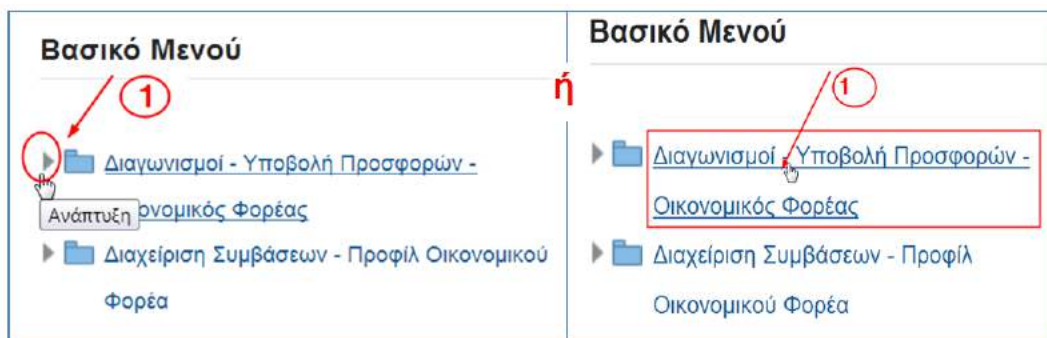 Βασικό Μενού
1
Διαγωνισμοί - Υποβολή Προσφορών -
Ανάπτυξη
ονομικός Φορέας
Διαχείριση Συμβάσεων - Προφίλ Οικονομικού
Φορέα
ή
Βασικό Μενού
1
Διαγωνισμοί - Υποβολή Προσφορών -
Οικονομικός Φορέας
Διαχείριση Συμβάσεων - Προφίλ
Οικονομικού Φορέα